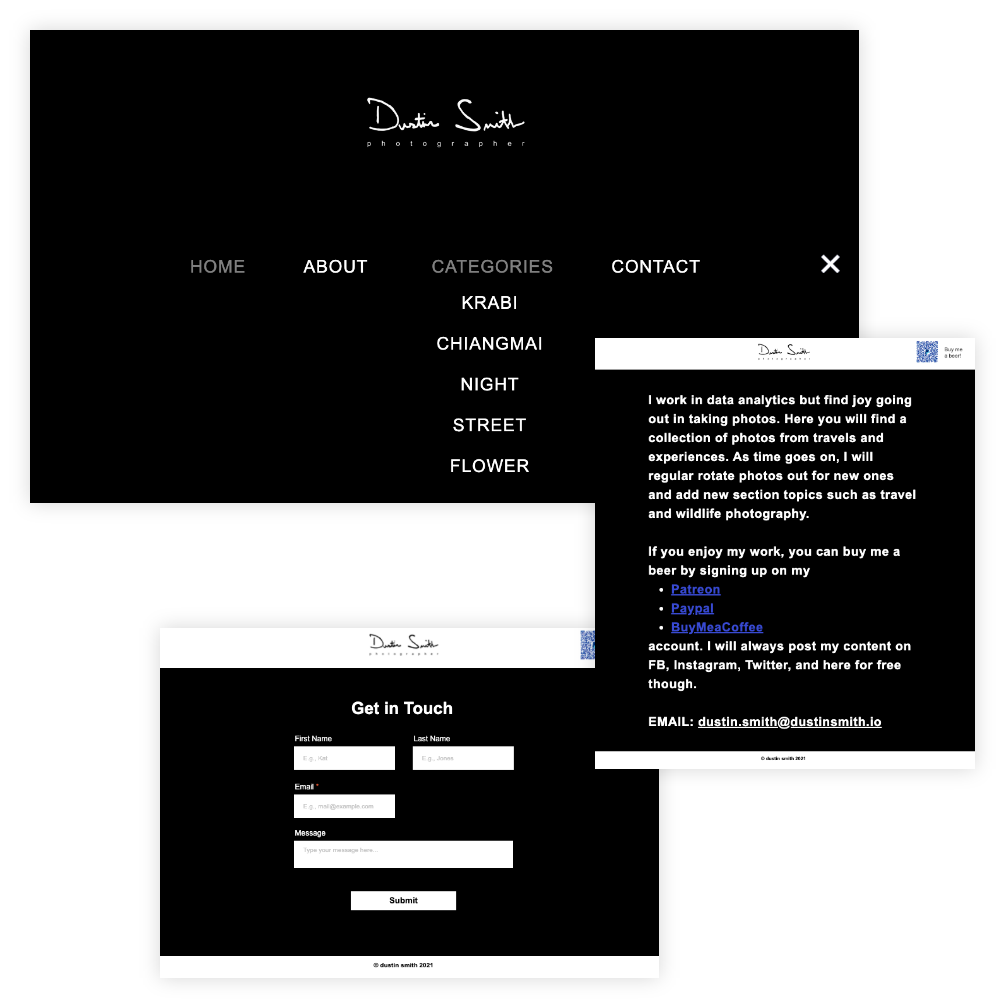 Dustin Smith
photographer
HOME ABOUT CATEGORIES CONTACT
KRABI
CHIANGMAI
NIGHT
STREET
FLOWER
Dustin Smith
photographer
Buy me
a beer!
I work in data analytics but find joy going
out in taking photos. Here you will find a
collection of photos from travels and
experiences. As time goes on, I will
regular rotate photos out for new ones
and add new section topics such as travel
and wildlife photography.
If you enjoy my work, you can buy me a
beer by signing up on my
• Patreon
• Paypal
• BuyMeaCoffee
account. I will always post my content on
FB, Instagram, Twitter, and here for free
though.
EMAIL: dustin.smith@dustinsmith.io
© dustin smith 2021
Dustin Smith
photographer
Get in Touch
First Name Last Name
E.g., Kat E.g., Jones
Email *
E.g., mail@example.com
Message
Type your message here...
Submit
© dustin smith 2021